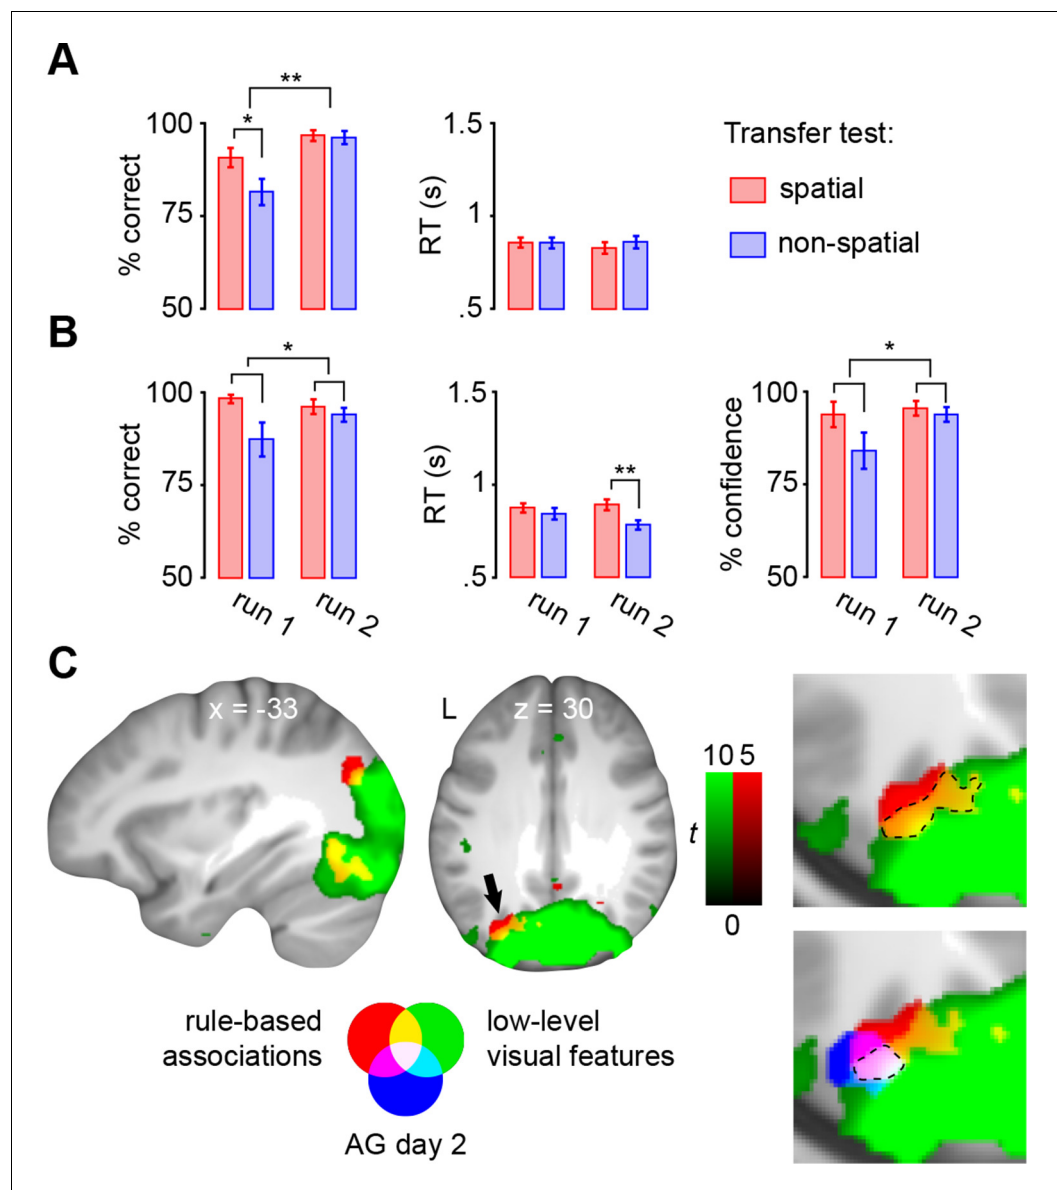 A
**
*
100
75
50
% correct
1.5
1
.5
RT (s)
Transfer test:
spatial
non-spatial
B
*
100
75
50
% correct
run 1
run 2
1.5
1
.5
RT (s)
**
run 1
run 2
*
100
75
50
% confidence
run 1
run 2
C
x = -33
L
z = 30
10 5
t
0
rule-based
associations
low-level
visual features
AG day 2